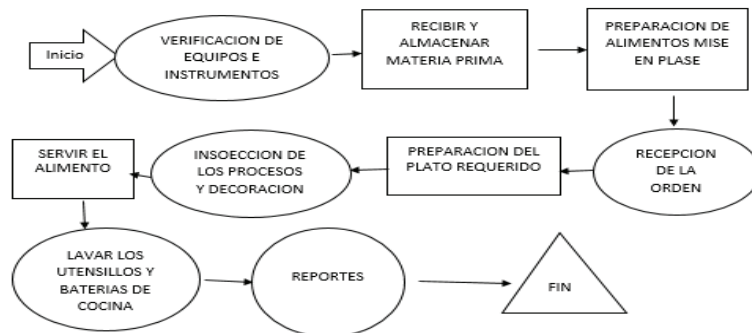 Inicio
VERIFICACION DE
EQUIPOS E
INSTRUMENTOS
RECIBIR Y
ALMACENAR
MATERIA PRIMA
PREPARACION DE
ALIMENTOS MISE
EN PLASE
RECEPCION
DE LA
ORDEN
PREPARACION DEL
PLATO REQUERIDO
INSOECCION DE
LOS PROCESOS
Y DECORACION
SERVIR EL
ALIMENTO
LAVAR LOS
UTENSILLOS Y
BATERIAS DE
COCINA
REPORTES
FIN